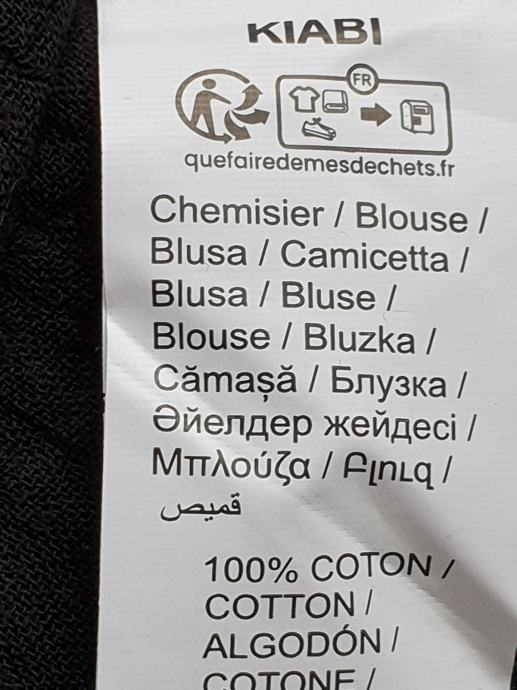 KIABI
FR
quefairedemesdechets.fr
Chemisier / Blouse /
Blusa / Camicetta /
Blusa / Bluse /
Blouse / Bluzka /
Cămașă / Блузка /
Әйелдер жейдесі /
Μπλούζα / Բլուզ /
قميص
100% COTON /
COTTON /
ALGODÓN /
COTONE /